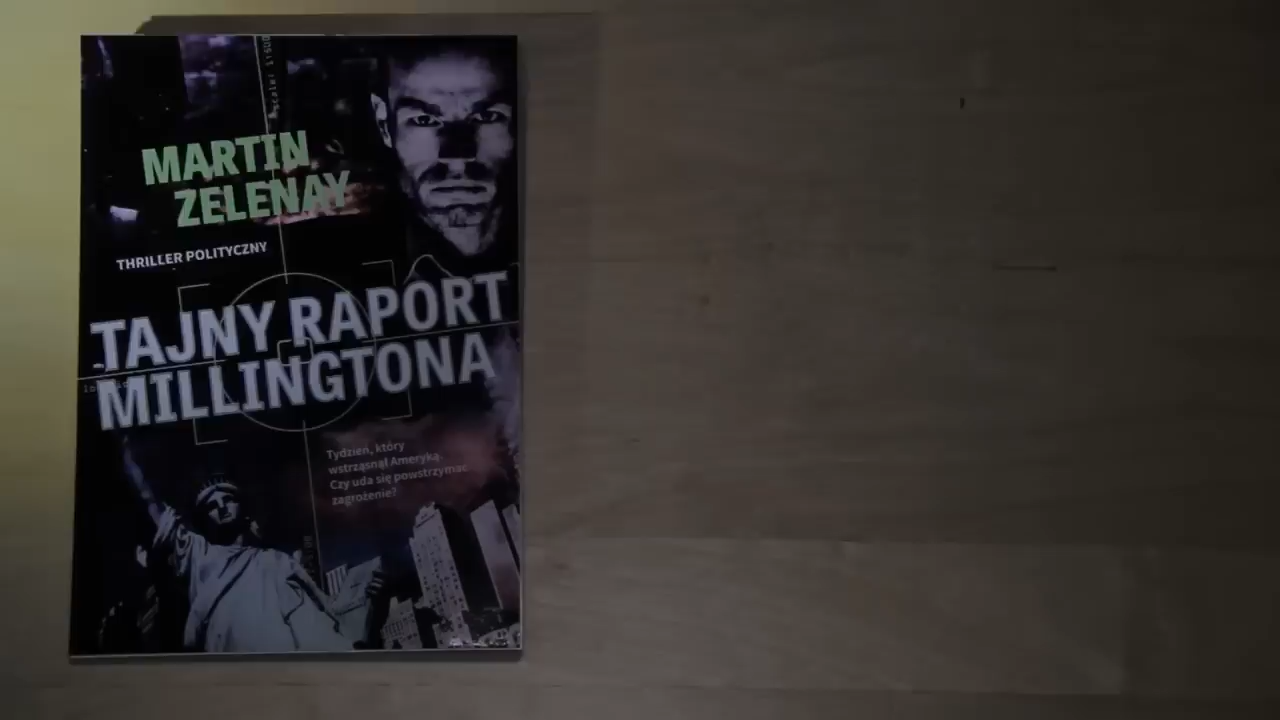 MARTIN
ZELENAY
THRILLER POLITYCZNY
TAJNY RAPORT
MILLINGTONA
Tydzień, który
wstrząsnął Ameryką.
Czy uda się powstrzymać
zagrożenie?